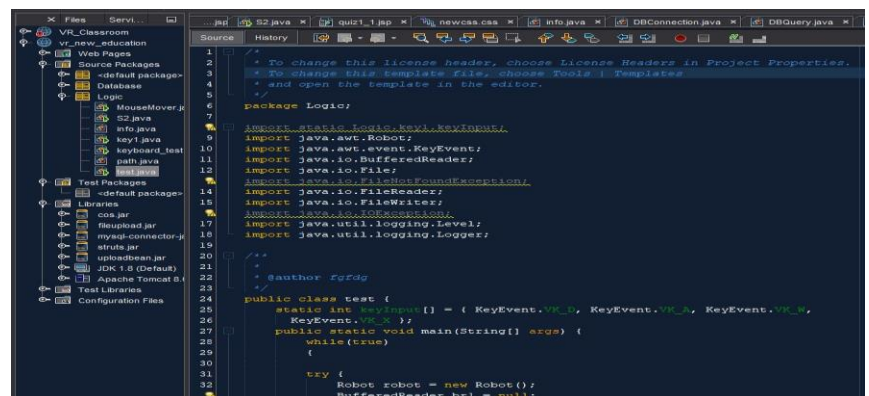 Files Servi...
VR_Classroom
vr_new_education
Web Pages
Source Packages
<default package>
Database
Logic
MouseMover.ja
S2.java
info.java
key1.java
keyboard_test
path.java
test.java
Test Packages
<default package>
Libraries
cos.jar
fileupload.jar
mysql-connector-ja
struts.jar
uploadbean.jar
JDK 1.8 (Default)
Apache Tomcat 8.0
Test Libraries
Configuration Files
...jsp S2.java quiz1_1.jsp newcss.css info.java DBConnection.java DBQuery.java
Source History
1 /*
2 * To change this license header, choose License Headers in Project Properties.
3 * To change this template file, choose Tools | Templates
4 * and open the template in the editor.
5 */
6 package Logic;
7
import static Logic.key1.keyInput;
9 import java.awt.Robot;
10 import java.awt.event.KeyEvent;
11 import java.io.BufferedReader;
12 import java.io.File;
import java.io.FileNotFoundException;
14 import java.io.FileReader;
15 import java.io.FileWriter;
import java.io.IOException;
17 import java.util.logging.Level;
18 import java.util.logging.Logger;
19
20 /**
21 *
22 * @author fgfdg
23 */
24 public class test {
25 static int keyInput[] = { KeyEvent.VK_D, KeyEvent.VK_A, KeyEvent.VK_W,
26 KeyEvent.VK_X };
27 public static void main(String[] args) {
28 while(true)
29 {
30
31 try {
32 Robot robot = new Robot();
BufferedReader br1 = null;